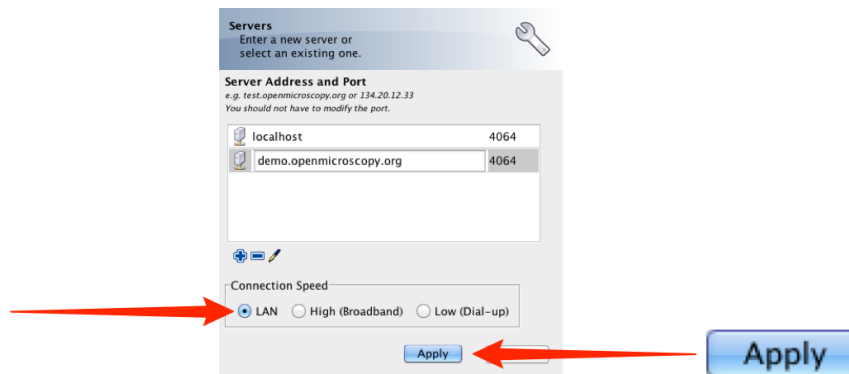 Servers
Enter a new server or
select an existing one.
Server Address and Port
e.g. test.openmicroscopy.org or 134.20.12.33
You should not have to modify the port.
localhost 4064
demo.openmicroscopy.org 4064
Connection Speed
LAN High (Broadband) Low (Dial-up)
Apply
Apply